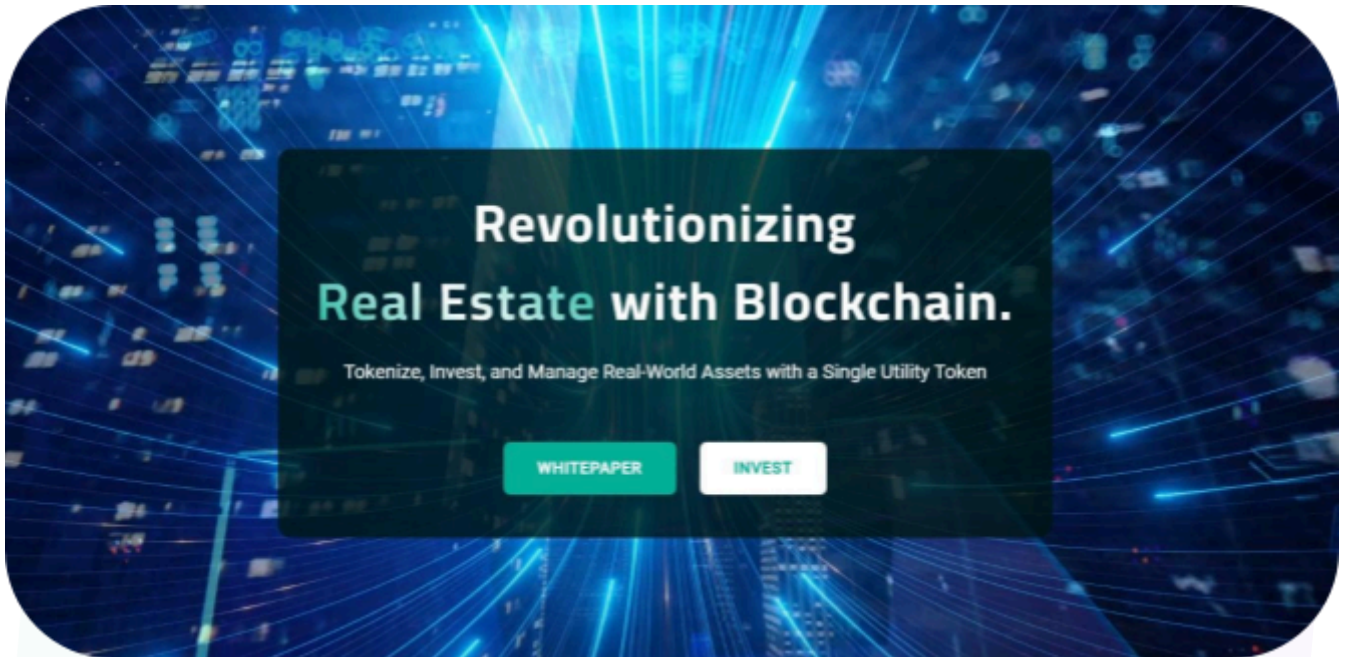 Revolutionizing
Real Estate with Blockchain.
Tokenize, Invest, and Manage Real-World Assets with a Single Utility Token
WHITEPAPER INVEST